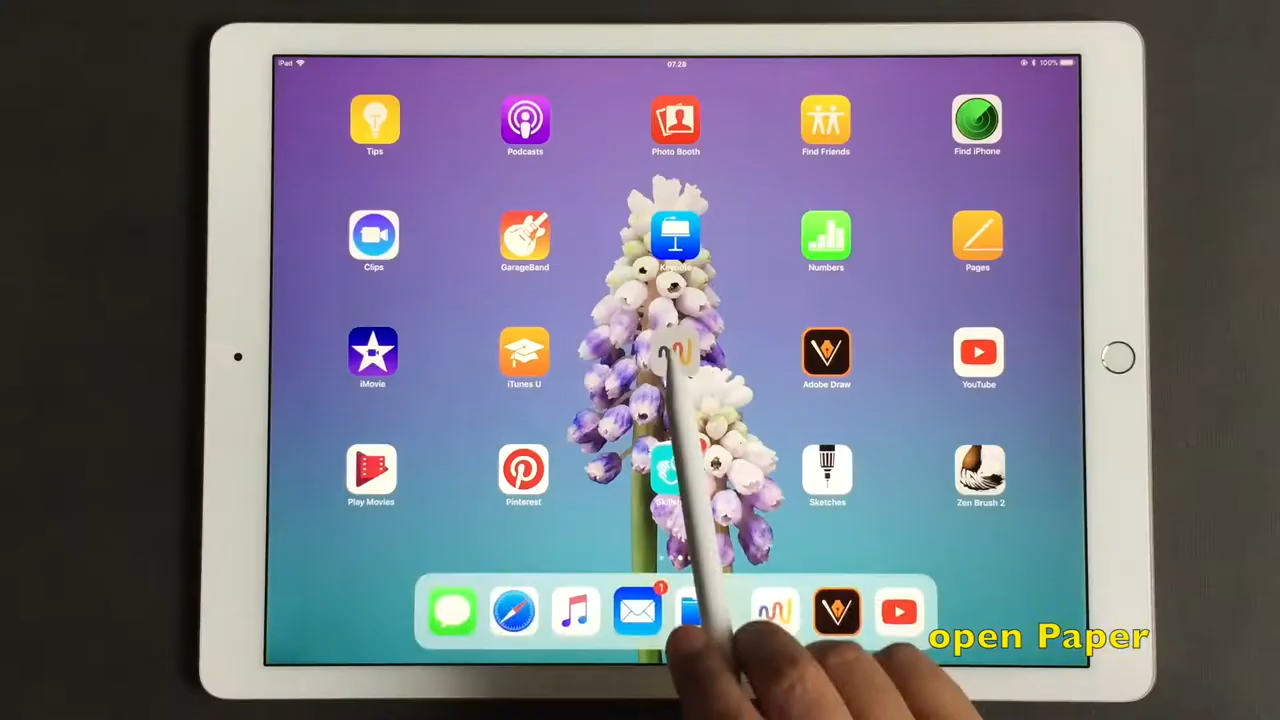 iPad
07.28
100%
Tips
Podcasts
Photo Booth
Find Friends
Find iPhone
Clips
GarageBand
Keynote
Numbers
Pages
iMovie
iTunes U
Adobe Draw
YouTube
Play Movies
Pinterest
Sketches
Zen Brush 2
1
open Paper